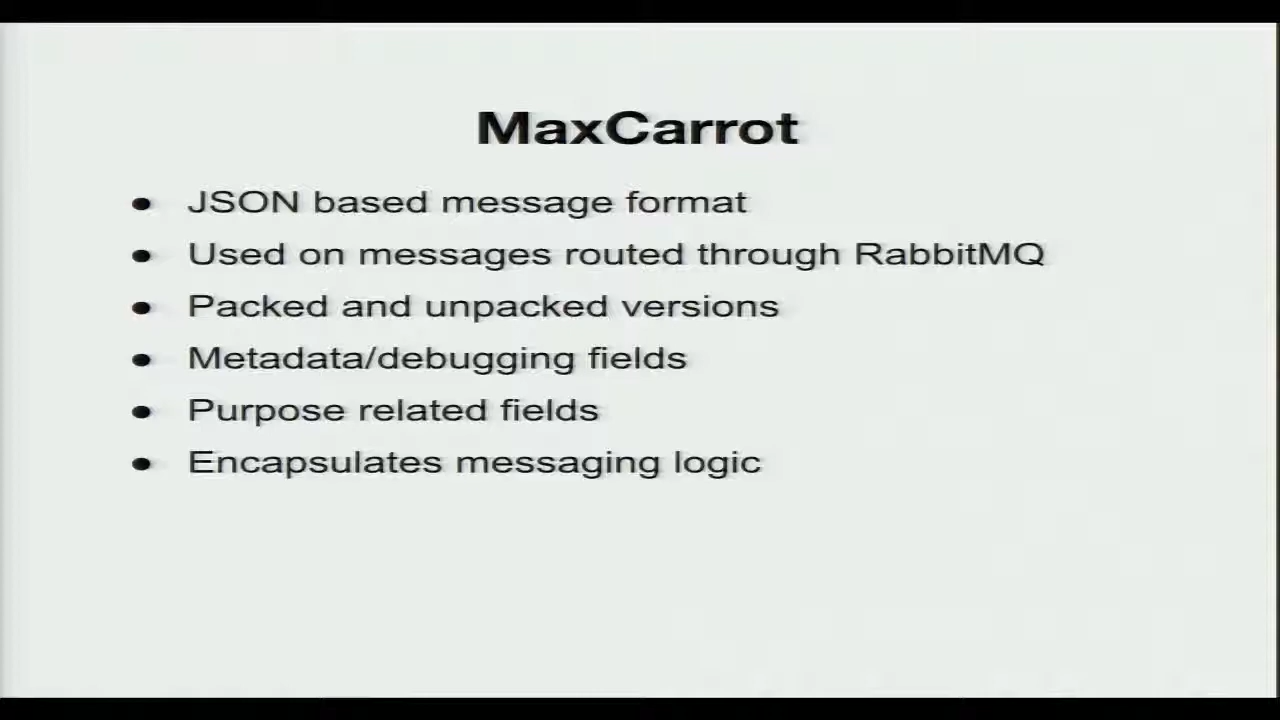 MaxCarrot
● JSON based message format
● Used on messages routed through RabbitMQ
● Packed and unpacked versions
● Metadata/debugging fields
● Purpose related fields
● Encapsulates messaging logic